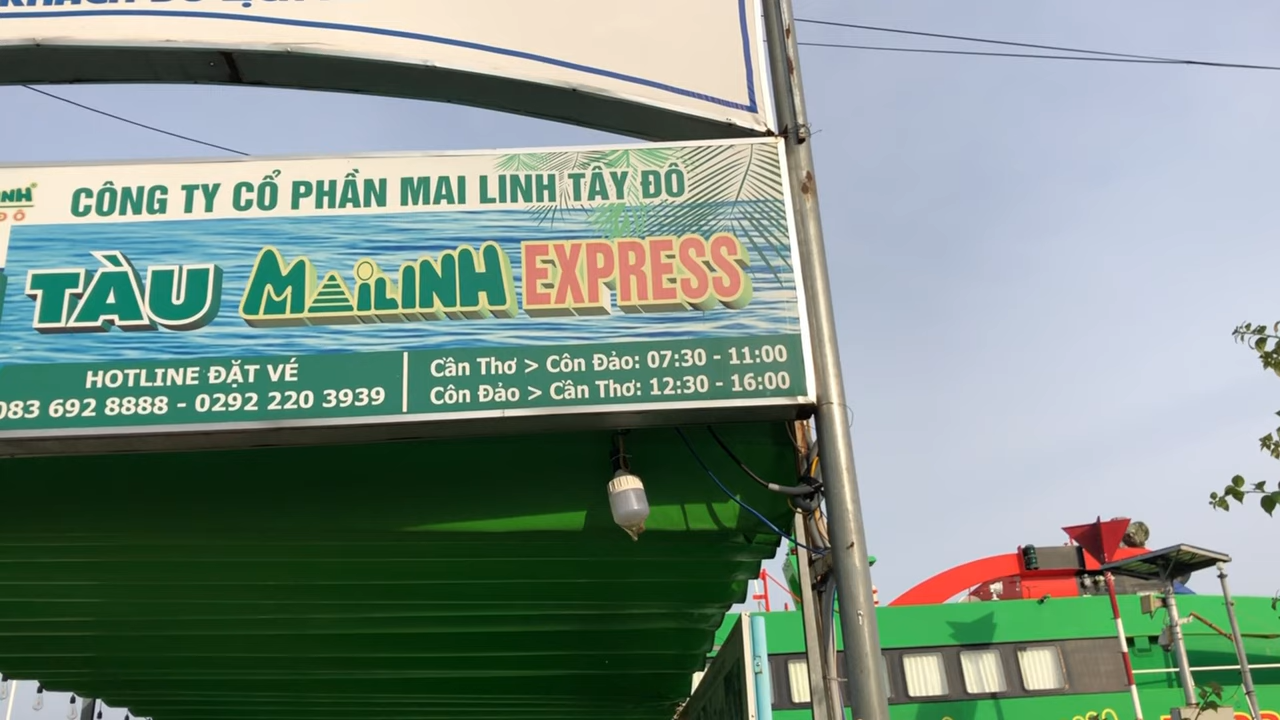 CÔNG TY CỔ PHẦN MAI LINH TÂY ĐÔ
TÀU MAILINH EXPRESS
HOTLINE ĐẶT VÉ
083 692 8888 - 0292 220 3939
Cần Thơ > Côn Đảo: 07:30 - 11:00
Côn Đảo > Cần Thơ: 12:30 - 16:00